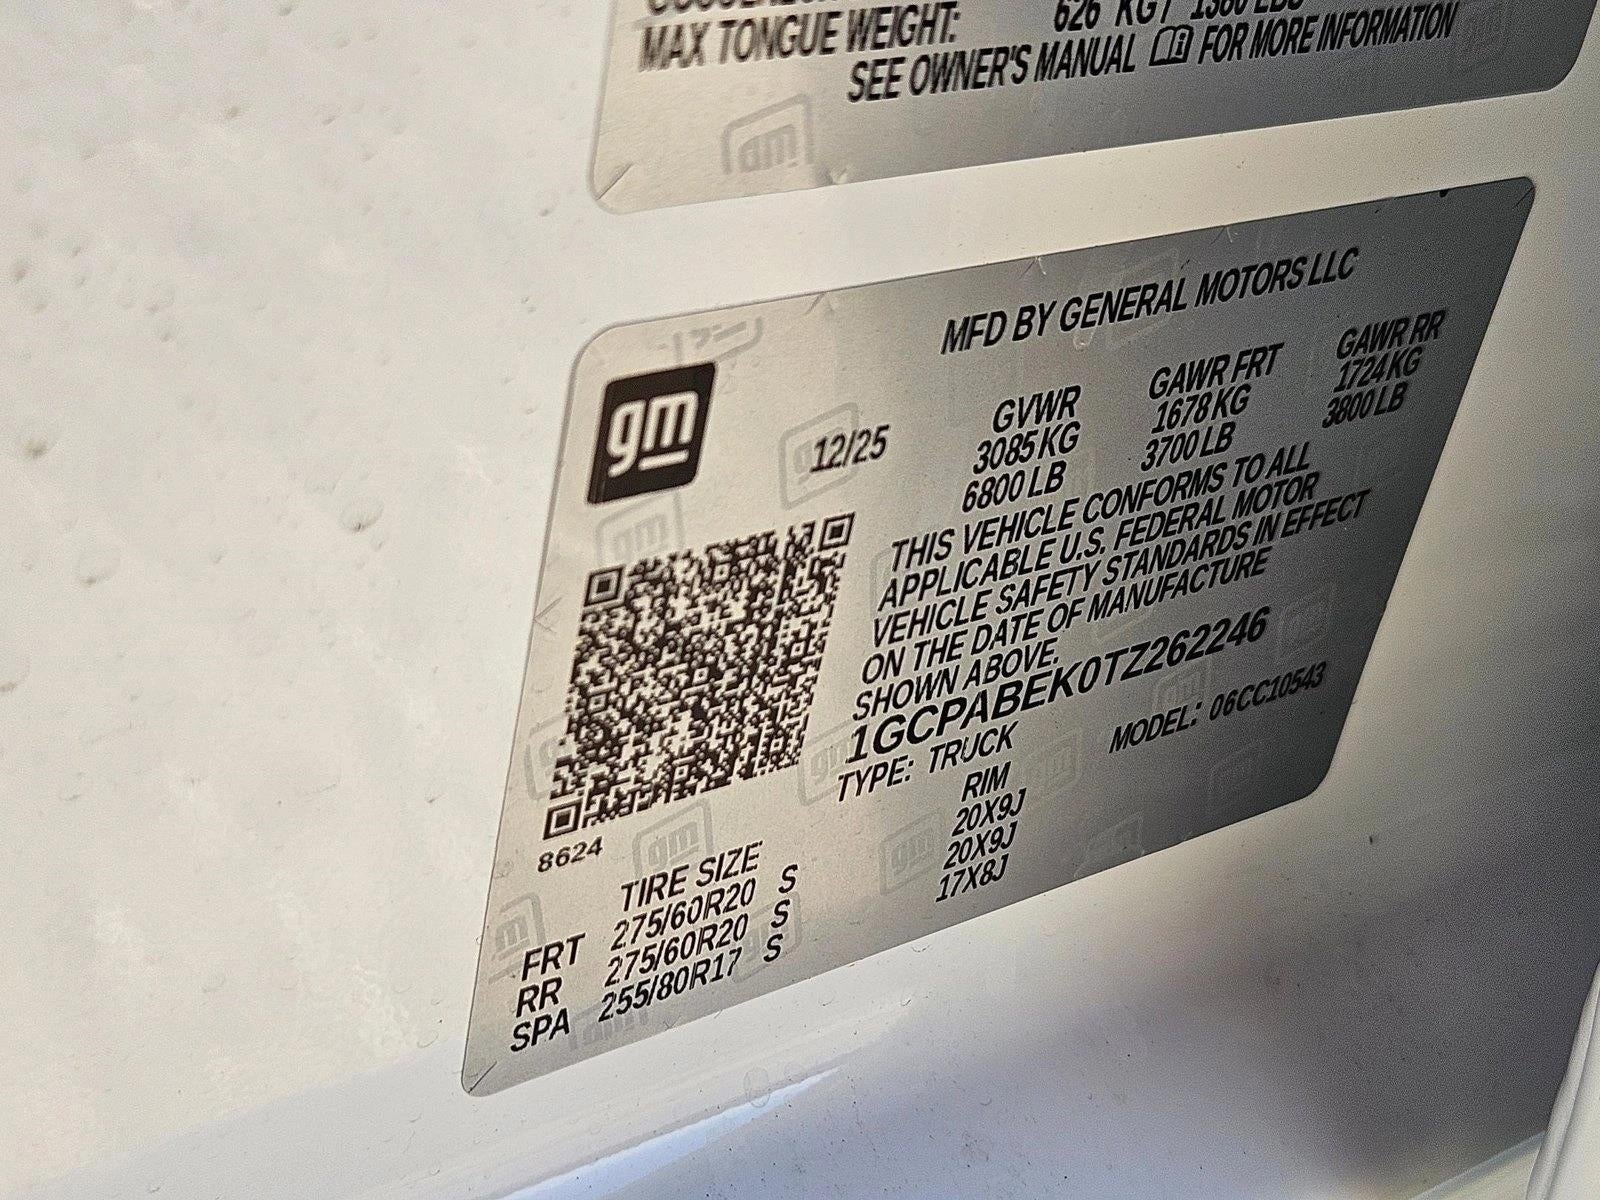 MAX TONGUE WEIGHT: 626 KG / 1380 LBS
SEE OWNER'S MANUAL FOR MORE INFORMATION
MFD BY GENERAL MOTORS LLC
gm
12/25
GVWR GAWR FRT GAWR RR
3085 KG 1678 KG 1724 KG
6800 LB 3700 LB 3800 LB
THIS VEHICLE CONFORMS TO ALL
APPLICABLE U.S. FEDERAL MOTOR
VEHICLE SAFETY STANDARDS IN EFFECT
ON THE DATE OF MANUFACTURE
SHOWN ABOVE.
1GCPABEK0TZ262246
TYPE: TRUCK MODEL: 06CC10543
8624
TIRE SIZE RIM
FRT 275/60R20 S 20X9J
RR 275/60R20 S 20X9J
SPA 255/80R17 S 17X8J